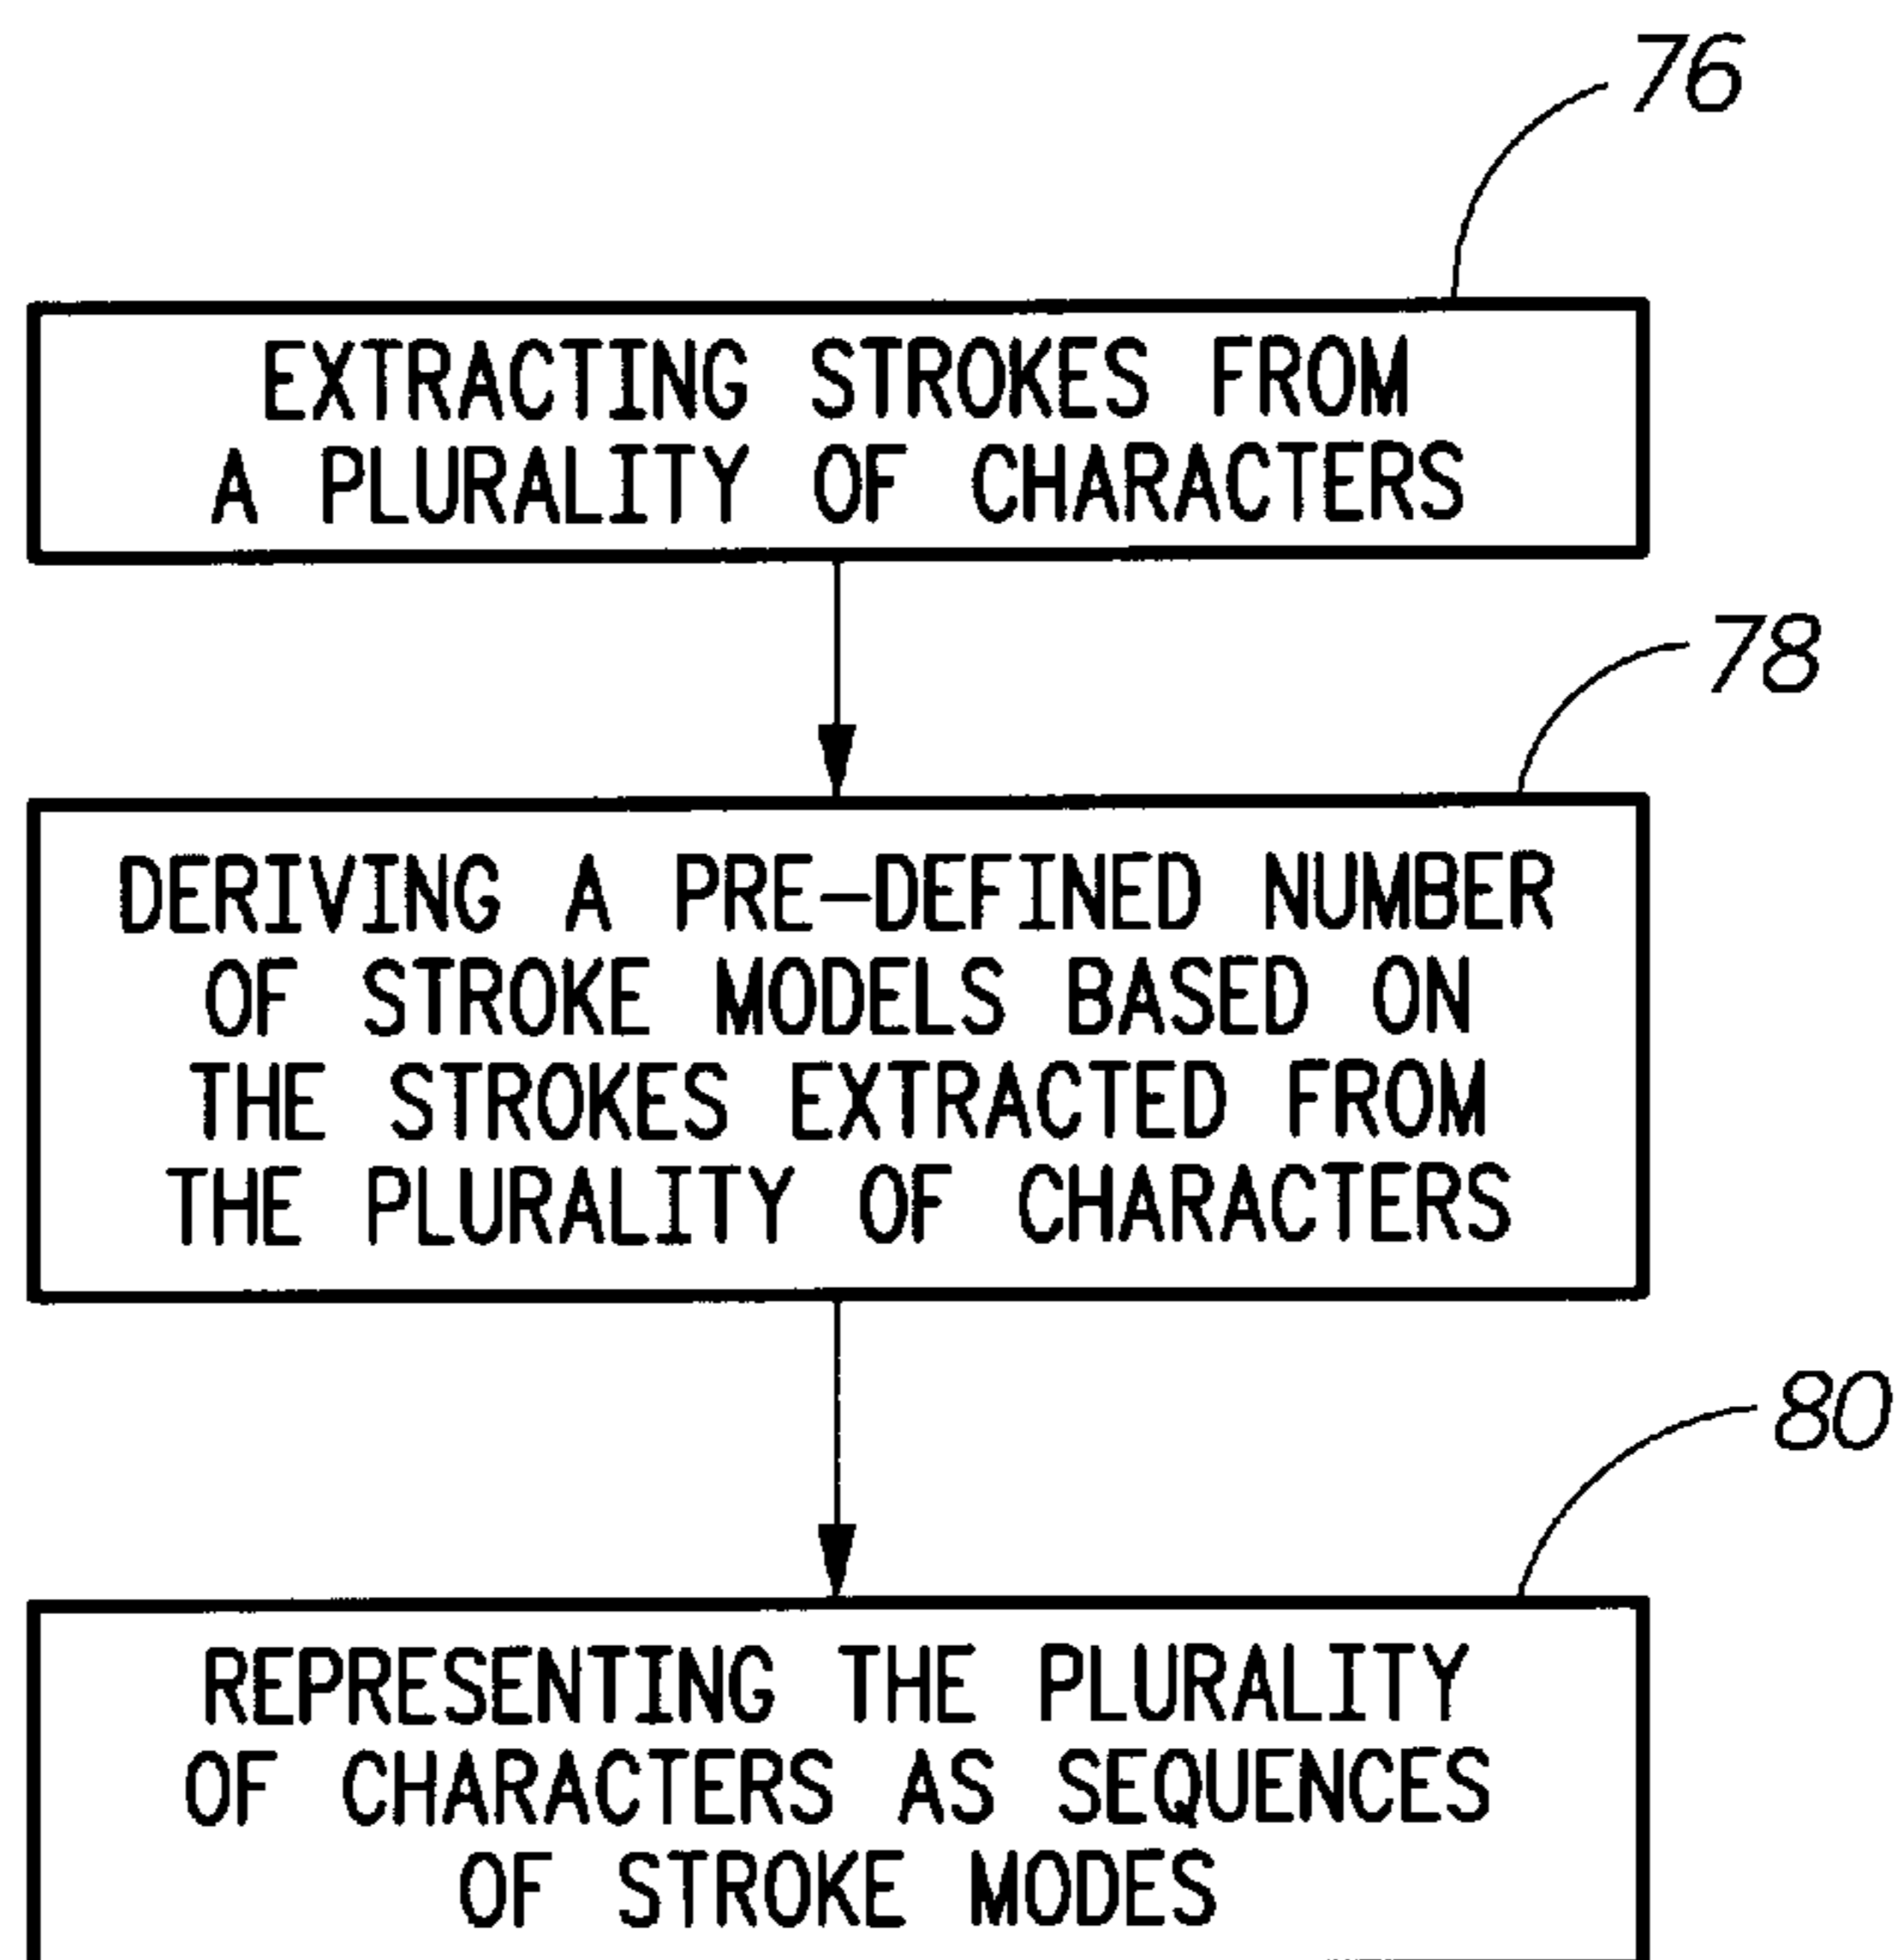 76
EXTRACTING STROKES FROM
A PLURALITY OF CHARACTERS
78
DERIVING A PRE-DEFINED NUMBER
OF STROKE MODELS BASED ON
THE STROKES EXTRACTED FROM
THE PLURALITY OF CHARACTERS
80
REPRESENTING THE PLURALITY
OF CHARACTERS AS SEQUENCES
OF STROKE MODES